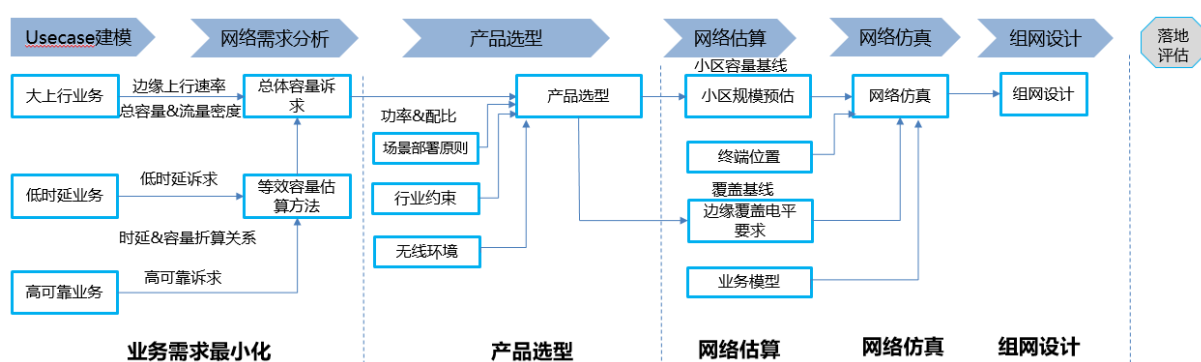 Usecase建模
网络需求分析
产品选型
网络估算
网络仿真
组网设计
落地
评估
大上行业务
边缘上行速率
总容量&流量密度
总体容量诉
求
低时延业务
低时延诉求
等效容量估
算方法
时延&容量折算关系
高可靠业务
高可靠诉求
功率&配比
场景部署原则
行业约束
无线环境
产品选型
小区容量基线
小区规模预估
终端位置
覆盖基线
边缘覆盖电平
要求
业务模型
网络仿真
组网设计
业务需求最小化
产品选型
网络估算
网络仿真
组网设计